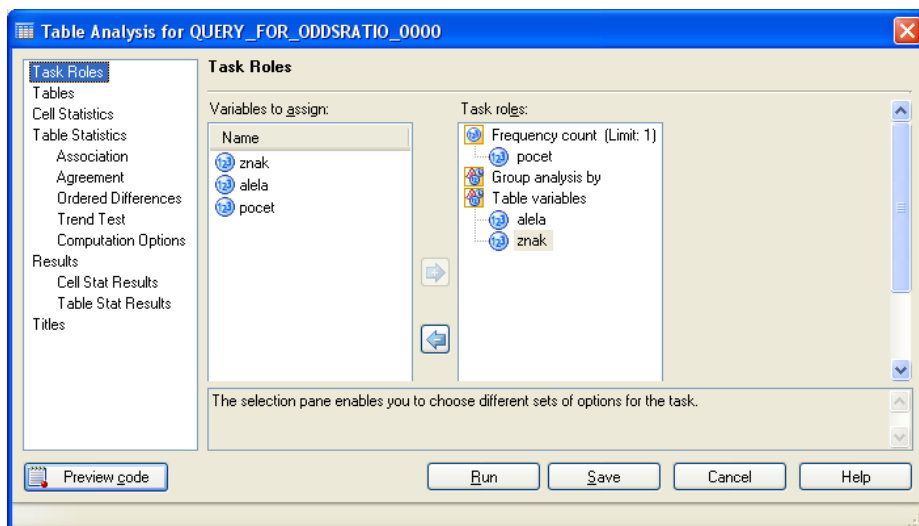 Table Analysis for QUERY_FOR_ODDSRATIO_0000
Task Roles
Tables
Cell Statistics
Table Statistics
Association
Agreement
Ordered Differences
Trend Test
Computation Options
Results
Cell Stat Results
Table Stat Results
Titles
Task Roles
Variables to assign:
Name
znak
alela
pocet
Task roles:
Frequency count (Limit: 1)
pocet
Group analysis by
Table variables
alela
znak
The selection pane enables you to choose different sets of options for the task.
Preview code
Run
Save
Cancel
Help